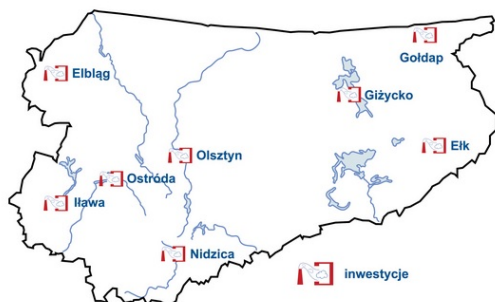 Gołdap
Elbląg
Giżycko
Ełk
Olsztyn
Ostróda
Iława
Nidzica
inwestycje